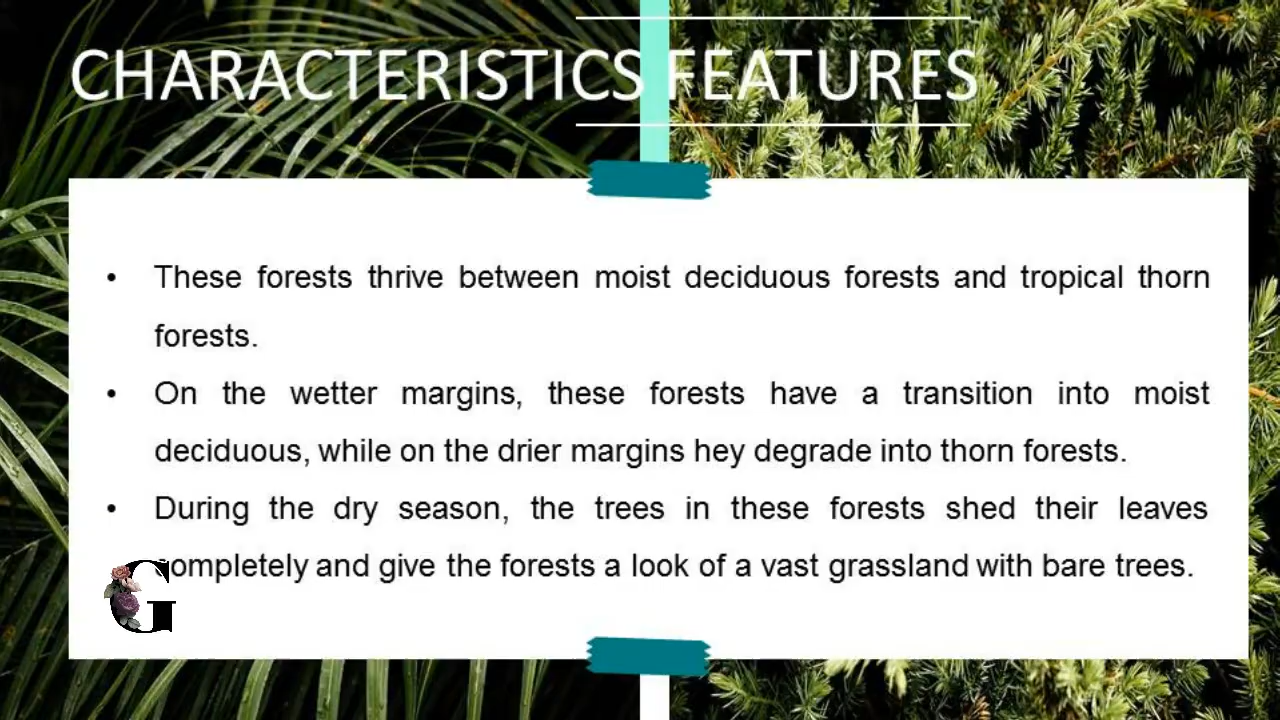 CHARACTERISTICS FEATURES
• These forests thrive between moist deciduous forests and tropical thorn
forests.
• On the wetter margins, these forests have a transition into moist
deciduous, while on the drier margins hey degrade into thorn forests.
• During the dry season, the trees in these forests shed their leaves
completely and give the forests a look of a vast grassland with bare trees.
G